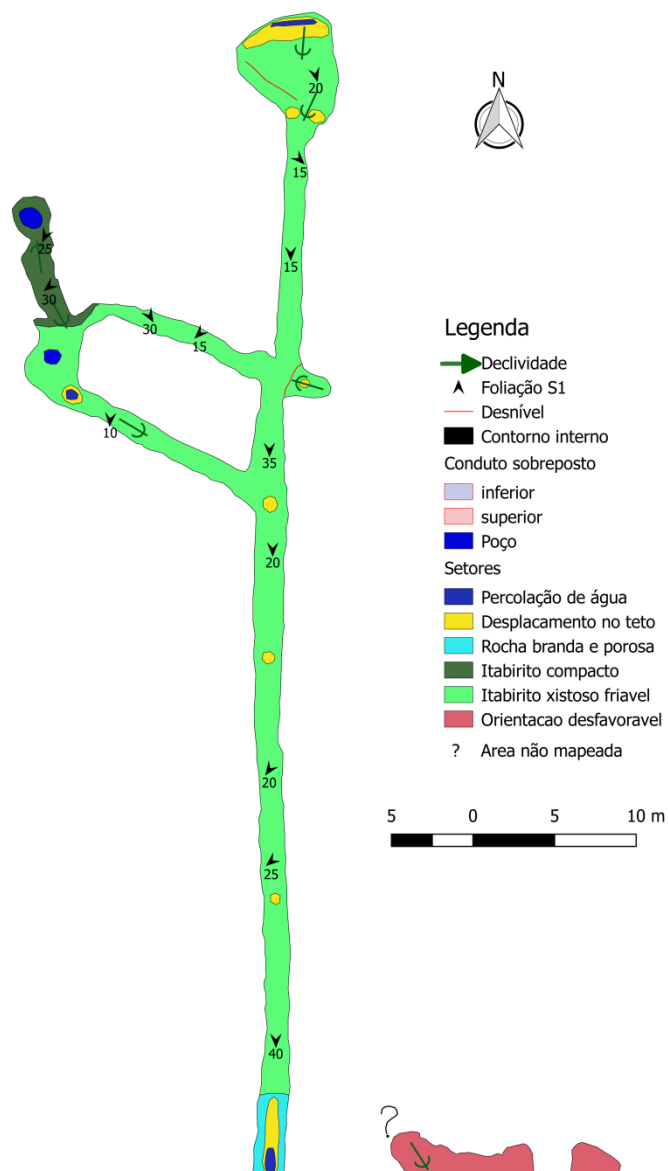 N
20
15
15
25
30
30
15
10
35
20
20
25
40
?
Legenda
Declividade
Foliação S1
Desnível
Contorno interno
Conduto sobreposto
inferior
superior
Poço
Setores
Percolação de água
Desplacamento no teto
Rocha branda e porosa
Itabirito compacto
Itabirito xistoso friavel
Orientacao desfavoravel
? Area não mapeada
5 0 5 10 m